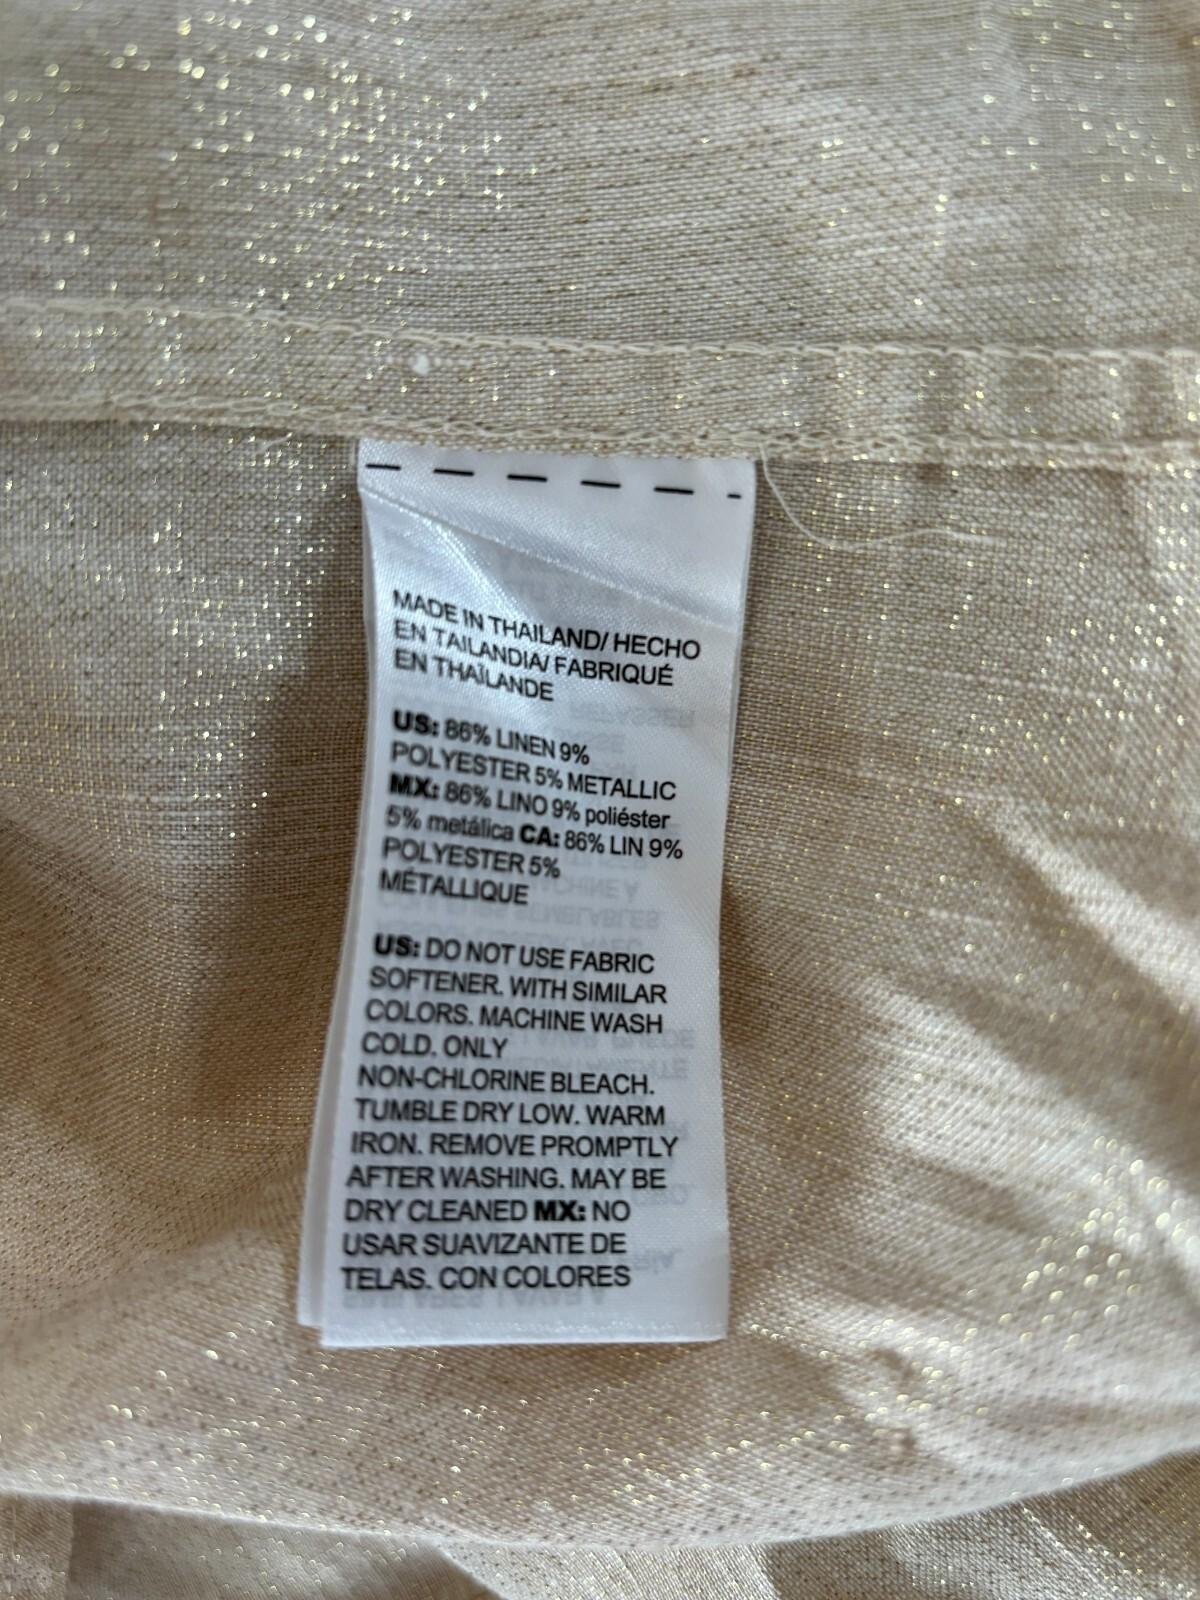 MADE IN THAILAND/ HECHO
EN TAILANDIA/ FABRIQUÉ
EN THAÏLANDE
US: 86% LINEN 9%
POLYESTER 5% METALLIC
MX: 86% LINO 9% poliéster
5% metálica CA: 86% LIN 9%
POLYESTER 5%
MÉTALLIQUE
US: DO NOT USE FABRIC
SOFTENER. WITH SIMILAR
COLORS. MACHINE WASH
COLD. ONLY
NON-CHLORINE BLEACH.
TUMBLE DRY LOW. WARM
IRON. REMOVE PROMPTLY
AFTER WASHING. MAY BE
DRY CLEANED MX: NO
USAR SUAVIZANTE DE
TELAS. CON COLORES